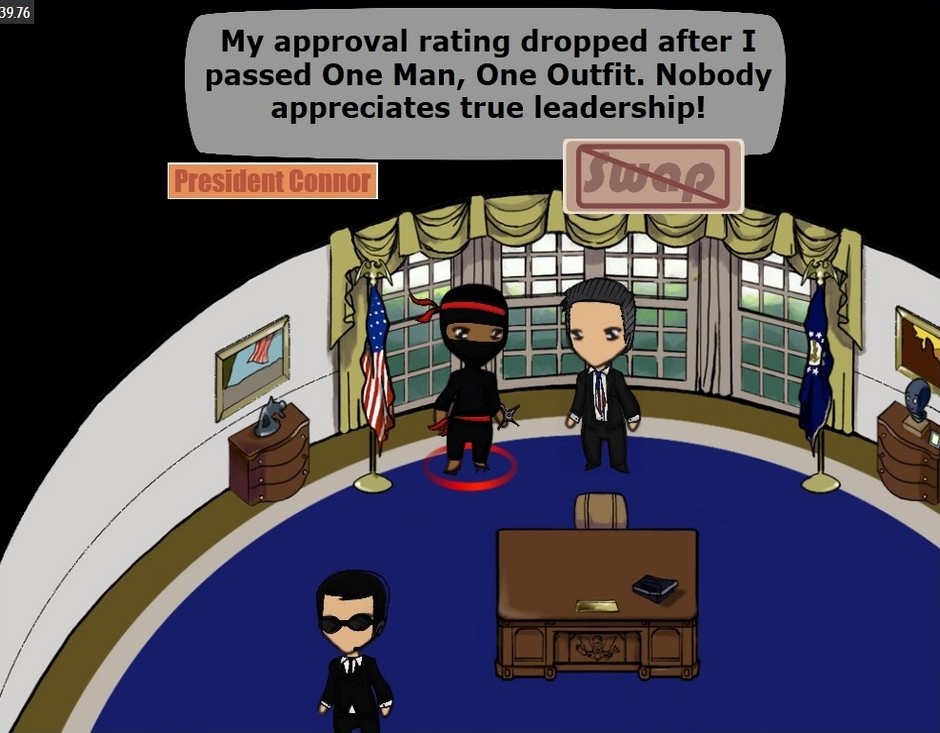 39.76
My approval rating dropped after I
passed One Man, One Outfit. Nobody
appreciates true leadership!
President Connor
Swap